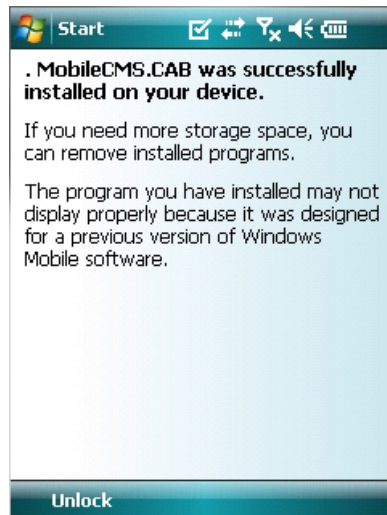 Start
. MobileCMS.CAB was successfully
installed on your device.
If you need more storage space, you
can remove installed programs.
The program you have installed may not
display properly because it was designed
for a previous version of Windows
Mobile software.
Unlock